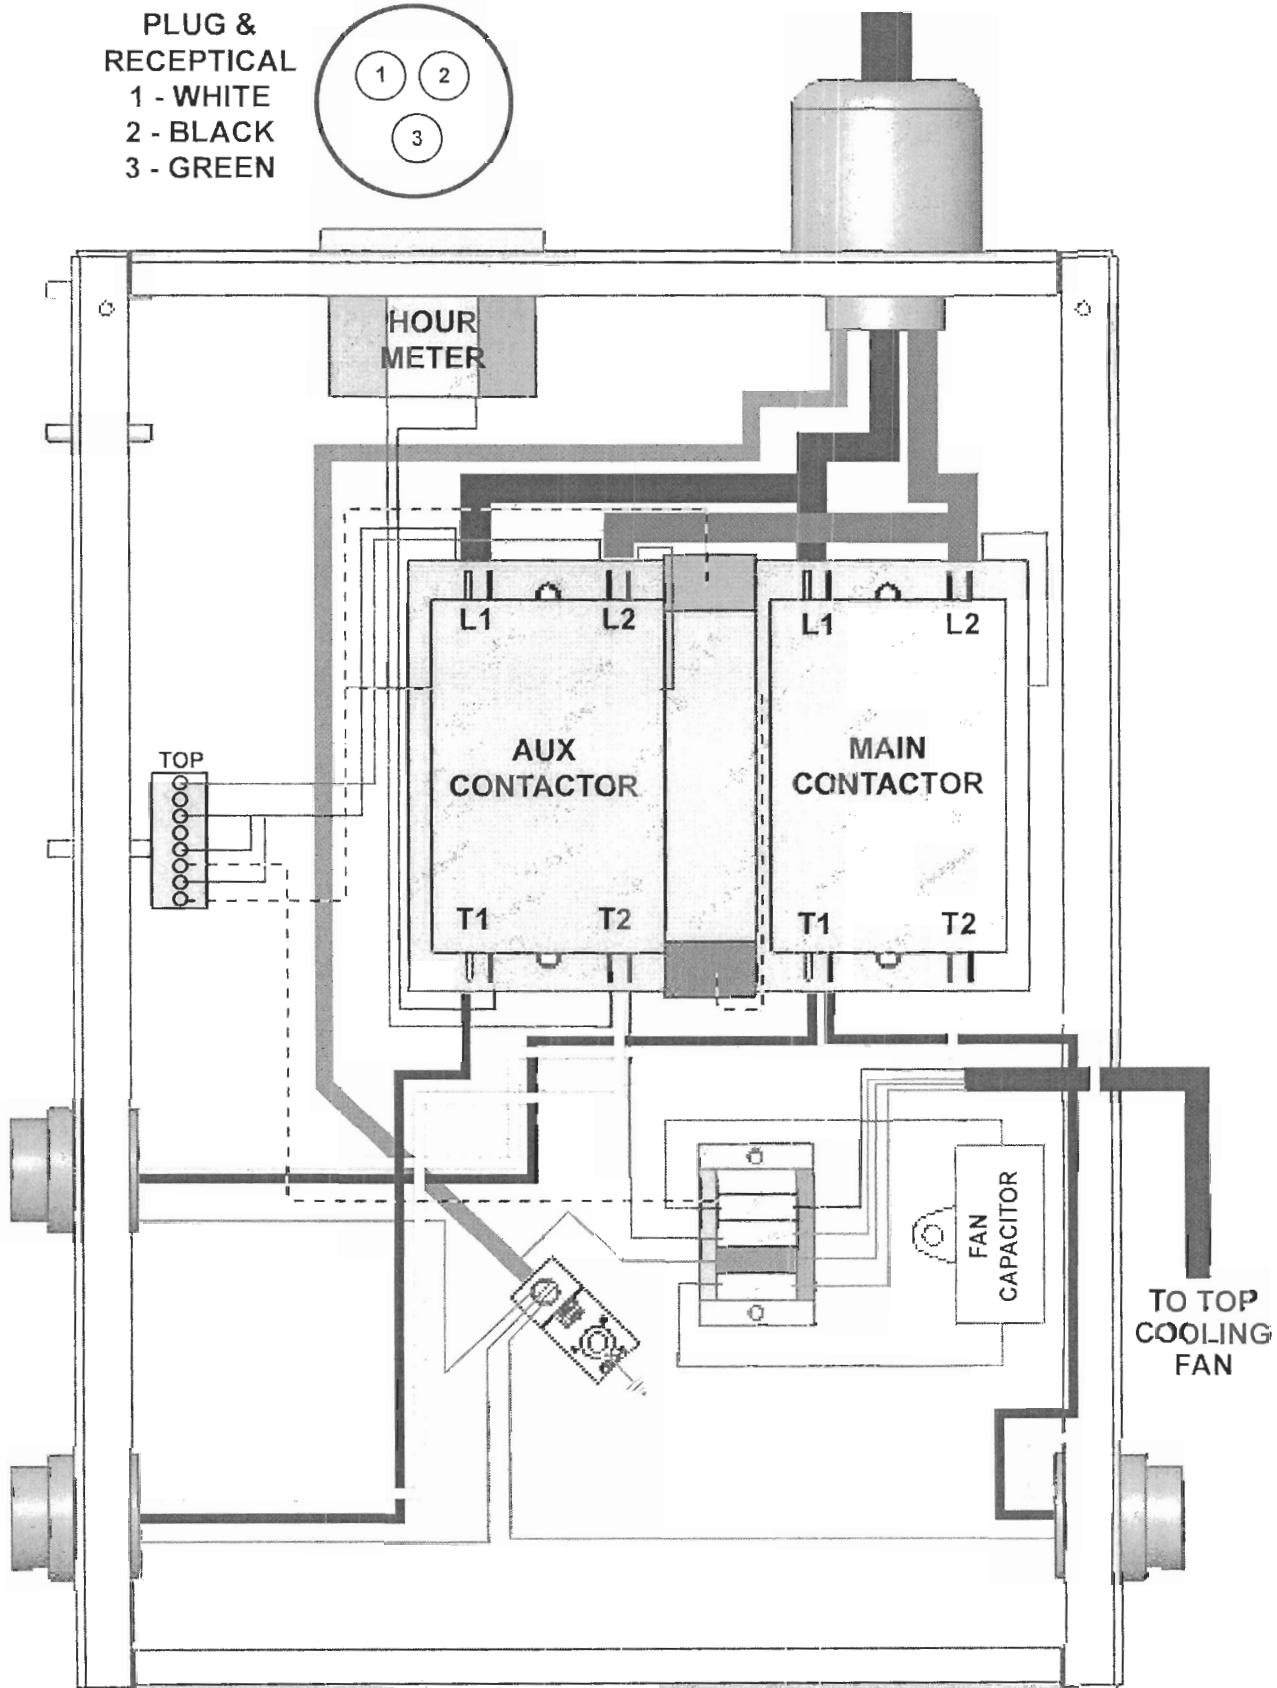 PLUG &
RECEPTICAL
1 - WHITE
2 - BLACK
3 - GREEN
1
2
3
HOUR
METER
L1
L2
L1
L2
AUX
CONTACTOR
MAIN
CONTACTOR
TOP
T1
T2
T1
T2
FAN
CAPACITOR
TO TOP
COOLING
FAN